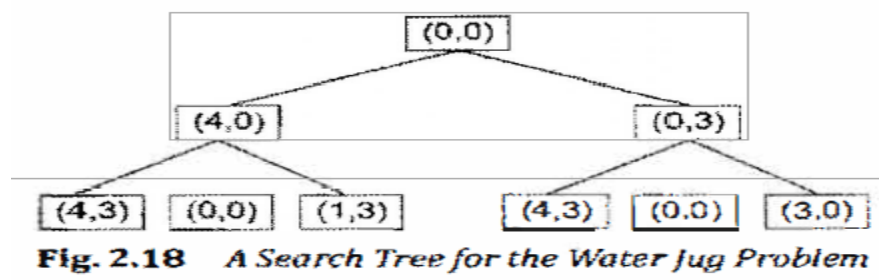 (0,0)
(4,0) (0,3)
(4,3) (0,0) (1,3) (4,3) (0,0) (3,0)
Fig. 2.18 A Search Tree for the Water Jug Problem